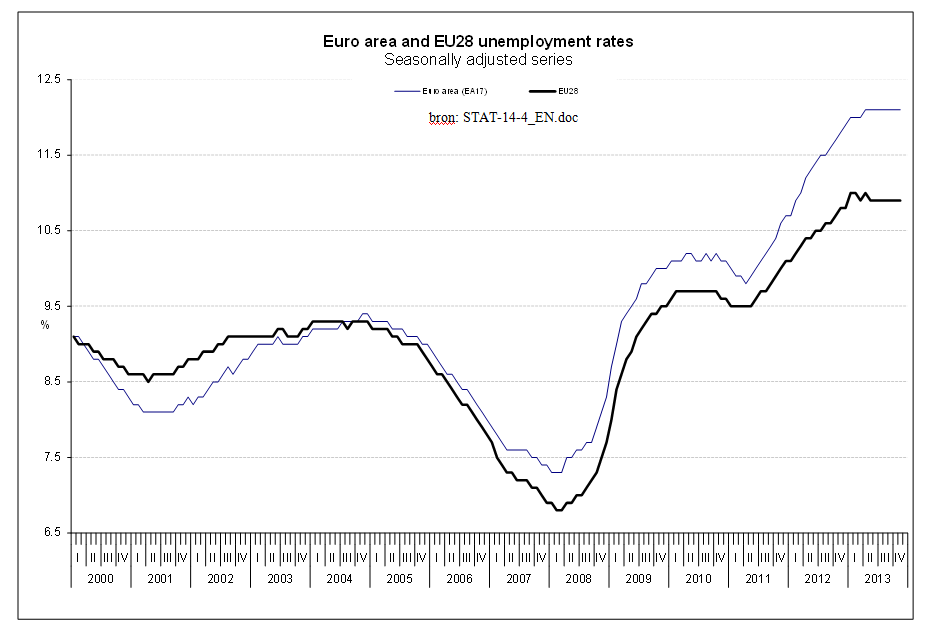 Euro area and EU28 unemployment rates
Seasonally adjusted series
12.5
Euro area (EA17) EU28
bron: STAT-14-4_EN.doc
11.5
10.5
9.5
%
8.5
7.5
6.5
I II III IV I II III IV I II III IV I II III IV I II III IV I II III IV I II III IV I II III IV I II III IV I II III IV I II III IV I II III IV I II III IV I II III IV
2000 2001 2002 2003 2004 2005 2006 2007 2008 2009 2010 2011 2012 2013